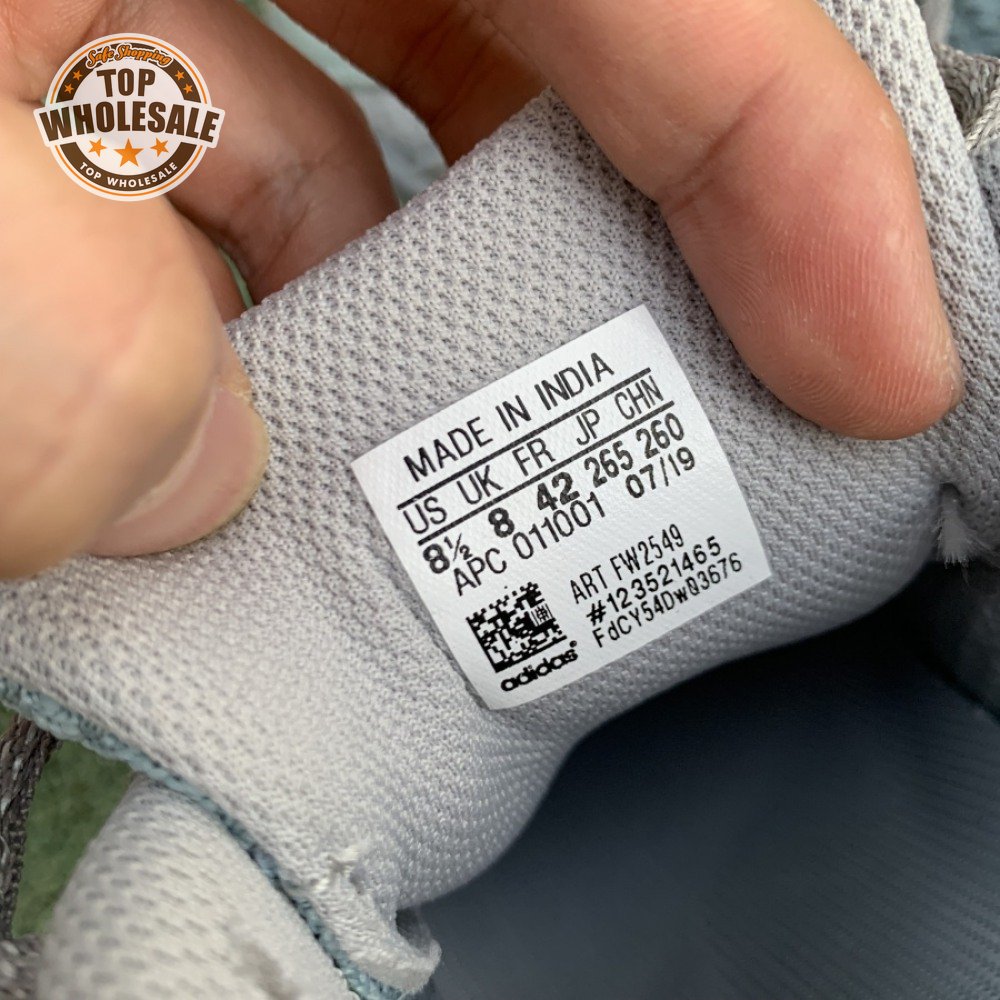 Safe Shopping
TOP
WHOLESALE
TOP WHOLESALE
MADE IN INDIA
US UK FR JP CHN
8½ 8 42 265 260
APC 011001 07/19
ART FW2549
#123521465
FdCY54DwQ3676
adidas